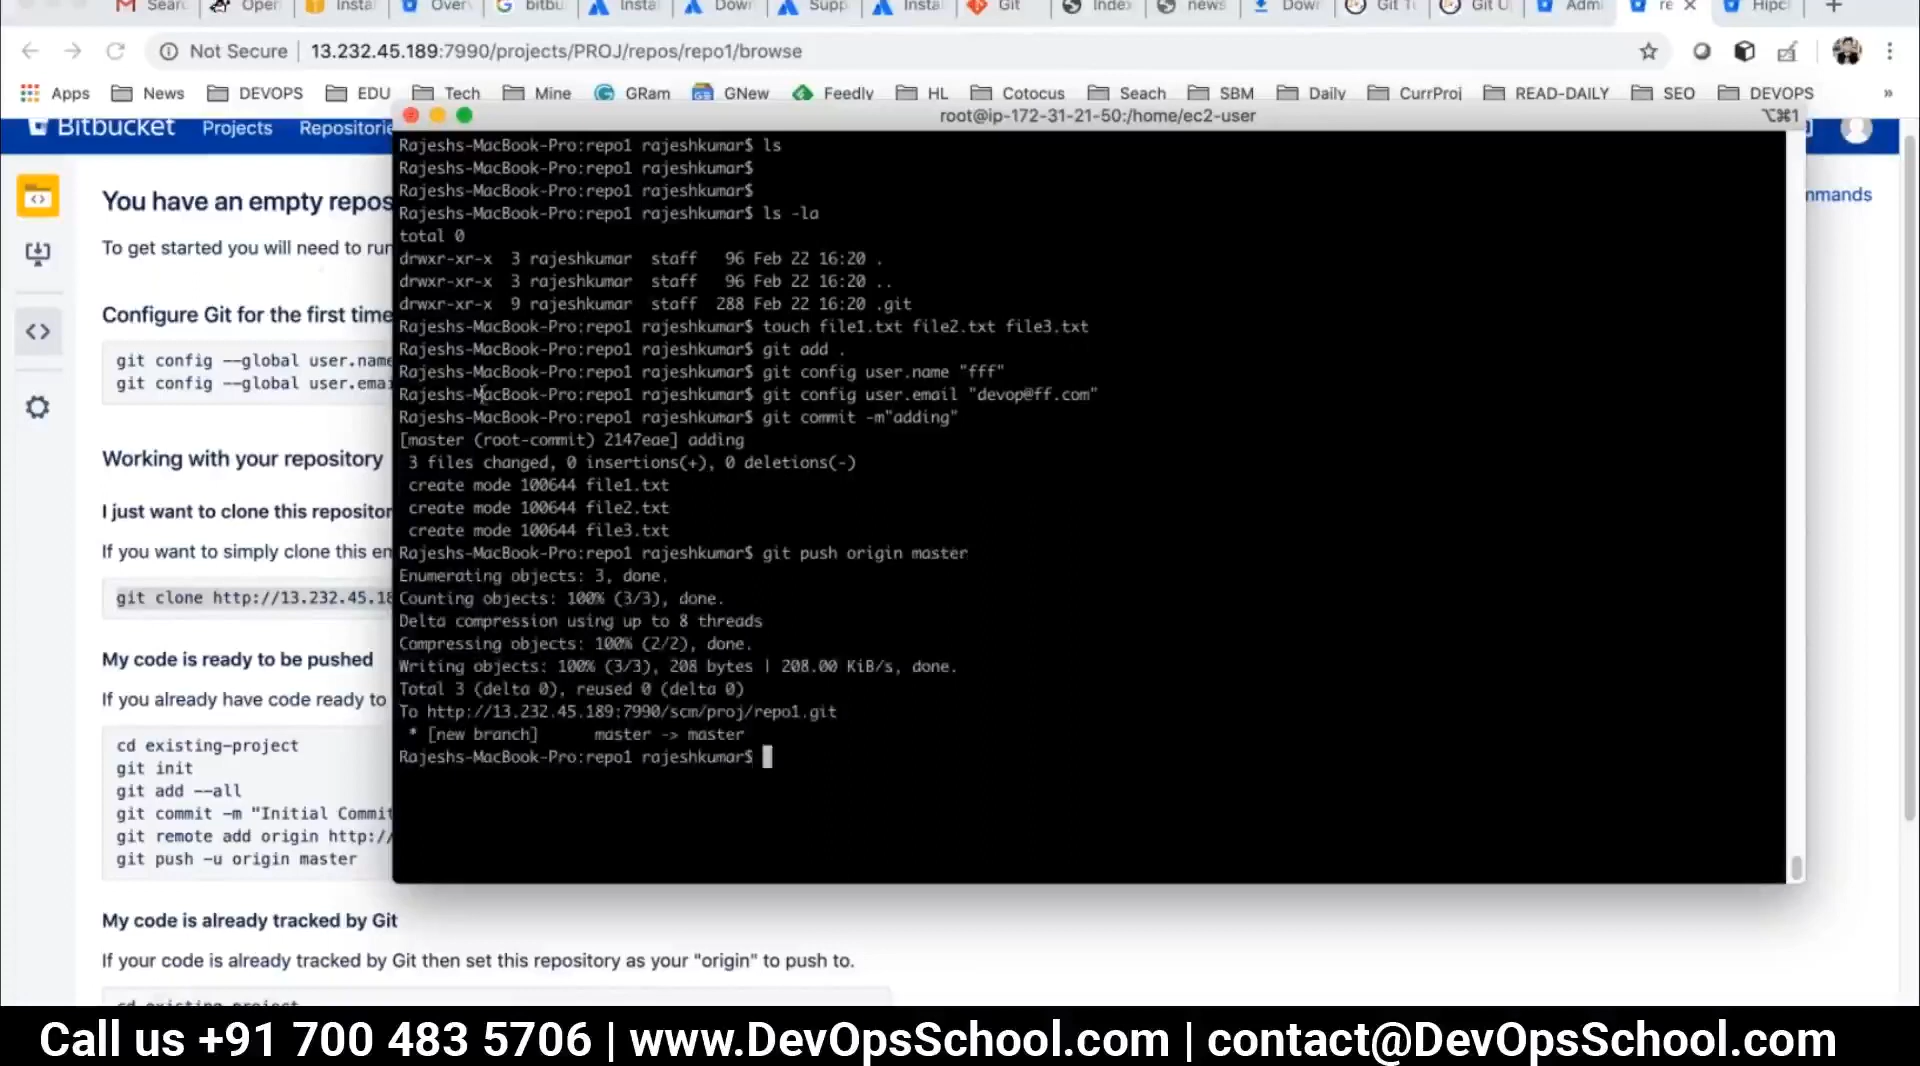 Sear
Oper
Insta
Over
bitbu
Insta
Down
Supp
Insta
Git
Index
news
Dow
Git T
Git U
Adm
re
Hipc
Not Secure
13.232.45.189:7990/projects/PROJ/repos/repo1/browse
Apps News DEVOPS EDU Tech Mine GRam GNew Feedly HL Cotocus Seach SBM Daily CurrProj READ-DAILY SEO DEVOPS »
root@ip-172-31-21-50:/home/ec2-user
⌥⌘1
Bitbucket Projects Repositorie
mmands
You have an empty repos
To get started you will need to run
Configure Git for the first time
git config --global user.name
git config --global user.emai
Working with your repository
I just want to clone this repositor
If you want to simply clone this em
git clone http://13.232.45.18
My code is ready to be pushed
If you already have code ready to
cd existing-project
git init
git add --all
git commit -m "Initial Commit
git remote add origin http:/
git push -u origin master
My code is already tracked by Git
If your code is already tracked by Git then set this repository as your "origin" to push to.
cd existing-project
Rajeshs-MacBook-Pro:repo1 rajeshkumar$ ls
Rajeshs-MacBook-Pro:repo1 rajeshkumar$
Rajeshs-MacBook-Pro:repo1 rajeshkumar$
Rajeshs-MacBook-Pro:repo1 rajeshkumar$ ls -la
total 0
drwxr-xr-x 3 rajeshkumar staff 96 Feb 22 16:20 .
drwxr-xr-x 3 rajeshkumar staff 96 Feb 22 16:20 ..
drwxr-xr-x 9 rajeshkumar staff 288 Feb 22 16:20 .git
Rajeshs-MacBook-Pro:repo1 rajeshkumar$ touch file1.txt file2.txt file3.txt
Rajeshs-MacBook-Pro:repo1 rajeshkumar$ git add .
Rajeshs-MacBook-Pro:repo1 rajeshkumar$ git config user.name "fff"
Rajeshs-MacBook-Pro:repo1 rajeshkumar$ git config user.email "devop@ff.com"
Rajeshs-MacBook-Pro:repo1 rajeshkumar$ git commit -m"adding"
[master (root-commit) 2147eae] adding
3 files changed, 0 insertions(+), 0 deletions(-)
create mode 100644 file1.txt
create mode 100644 file2.txt
create mode 100644 file3.txt
Rajeshs-MacBook-Pro:repo1 rajeshkumar$ git push origin master
Enumerating objects: 3, done.
Counting objects: 100% (3/3), done.
Delta compression using up to 8 threads
Compressing objects: 100% (2/2), done.
Writing objects: 100% (3/3), 208 bytes | 208.00 KiB/s, done.
Total 3 (delta 0), reused 0 (delta 0)
To http://13.232.45.189:7990/scm/proj/repo1.git
* [new branch] master -> master
Rajeshs-MacBook-Pro:repo1 rajeshkumar$
Call us +91 700 483 5706 | www.DevOpsSchool.com | contact@DevOpsSchool.com